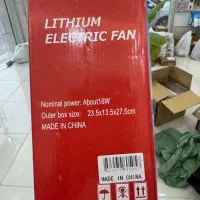 LITHIUM
ELECTRIC FAN
Nominal power: About18W
Outer box size: 23.5x13.5x27.5cm
MADE IN CHINA
MADE IN CHINA